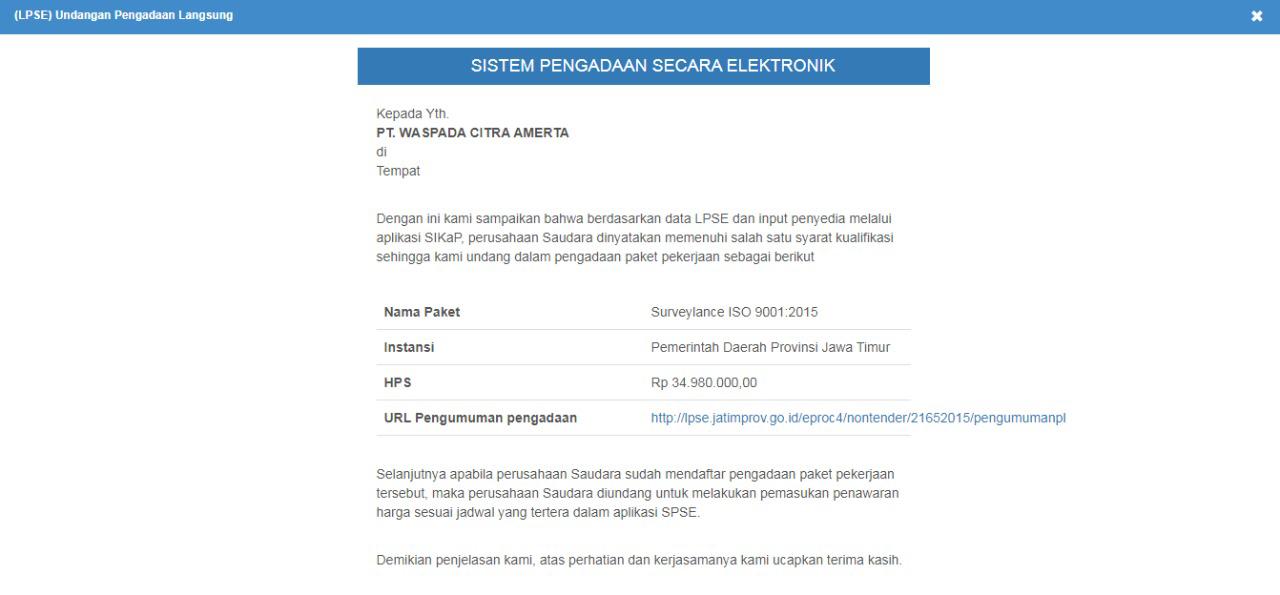 (LPSE) Undangan Pengadaan Langsung
SISTEM PENGADAAN SECARA ELEKTRONIK
Kepada Yth.
PT. WASPADA CITRA AMERTA
di
Tempat
Dengan ini kami sampaikan bahwa berdasarkan data LPSE dan input penyedia melalui
aplikasi SIKaP, perusahaan Saudara dinyatakan memenuhi salah satu syarat kualifikasi
sehingga kami undang dalam pengadaan paket pekerjaan sebagai berikut
Nama Paket Surveylance ISO 9001:2015
Instansi Pemerintah Daerah Provinsi Jawa Timur
HPS Rp 34.980.000,00
URL Pengumuman pengadaan http://lpse.jatimprov.go.id/eproc4/nontender/21652015/pengumumanpl
Selanjutnya apabila perusahaan Saudara sudah mendaftar pengadaan paket pekerjaan
tersebut, maka perusahaan Saudara diundang untuk melakukan pemasukan penawaran
harga sesuai jadwal yang tertera dalam aplikasi SPSE.
Demikian penjelasan kami, atas perhatian dan kerjasamanya kami ucapkan terima kasih.